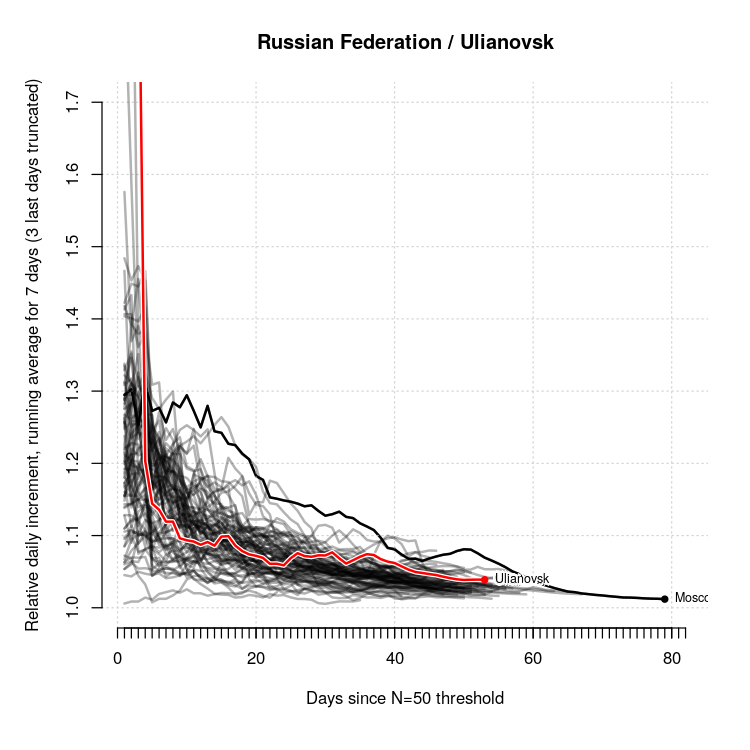 Russian Federation / Ulianovsk
Relative daily increment, running average for 7 days (3 last days truncated)
1.7
1.6
1.5
1.4
1.3
1.2
1.1
1.0
Ulianovsk
Mosco
0 20 40 60 80
Days since N=50 threshold